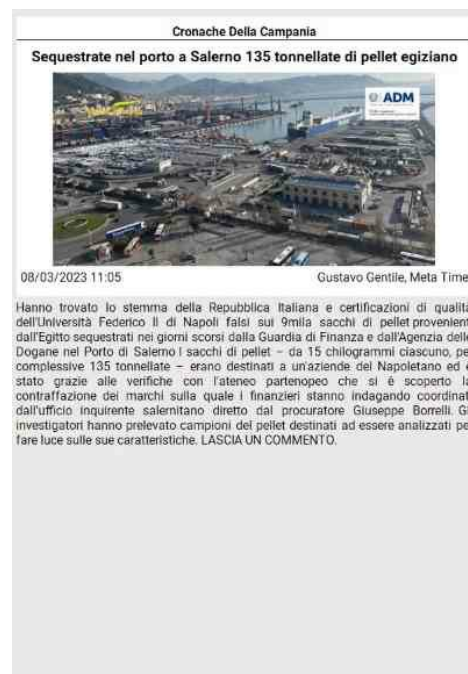 Cronache Della Campania
Sequestrate nel porto a Salerno 135 tonnellate di pellet egiziano
ADM
08/03/2023 11:05 Gustavo Gentile, Meta Time
Hanno trovato lo stemma della Repubblica Italiana e certificazioni di qualità
dell'Università Federico II di Napoli falsi sui 9mila sacchi di pellet provenient
dall'Egitto sequestrati nei giorni scorsi dalla Guardia di Finanza e dall'Agenzia delle
Dogane nel Porto di Salerno I sacchi di pellet – da 15 chilogrammi ciascuno, pe
complessive 135 tonnellate – erano destinati a un'aziende del Napoletano ed è
stato grazie alle verifiche con l'ateneo partenopeo che si è scoperto la
contraffazione dei marchi sulla quale i finanzieri stanno indagando coordinat
dall'ufficio inquirente salernitano diretto dal procuratore Giuseppe Borrelli. Gl
investigatori hanno prelevato campioni del pellet destinati ad essere analizzati pe
fare luce sulle sue caratteristiche. LASCIA UN COMMENTO.